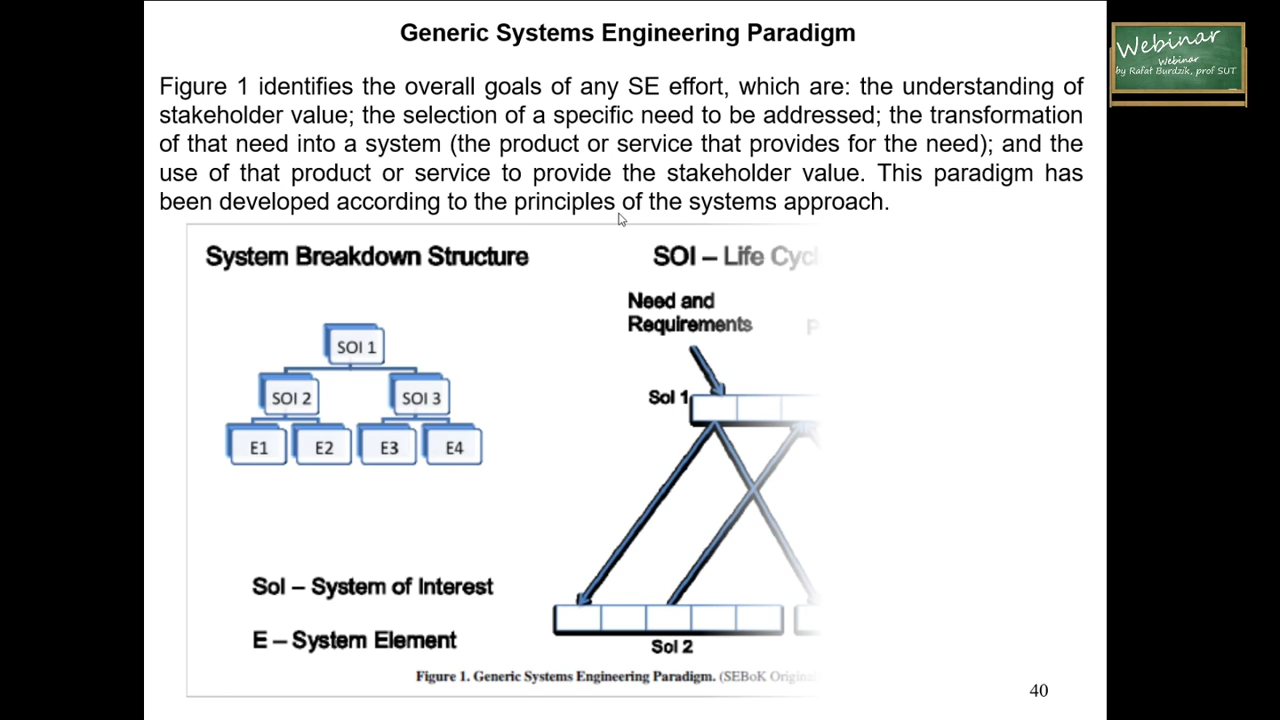 Generic Systems Engineering Paradigm
Webinar
Webinar
by Rafał Burdzik, prof SUT
Figure 1 identifies the overall goals of any SE effort, which are: the understanding of
stakeholder value; the selection of a specific need to be addressed; the transformation
of that need into a system (the product or service that provides for the need); and the
use of that product or service to provide the stakeholder value. This paradigm has
been developed according to the principles of the systems approach.
System Breakdown Structure
SOI – Life Cycl
Need and
Requirements
SOI 1
SOI 2
SOI 3
E1
E2
E3
E4
SoI 1
SoI – System of Interest
E – System Element
SoI 2
Figure 1. Generic Systems Engineering Paradigm. (SEBoK Original
40